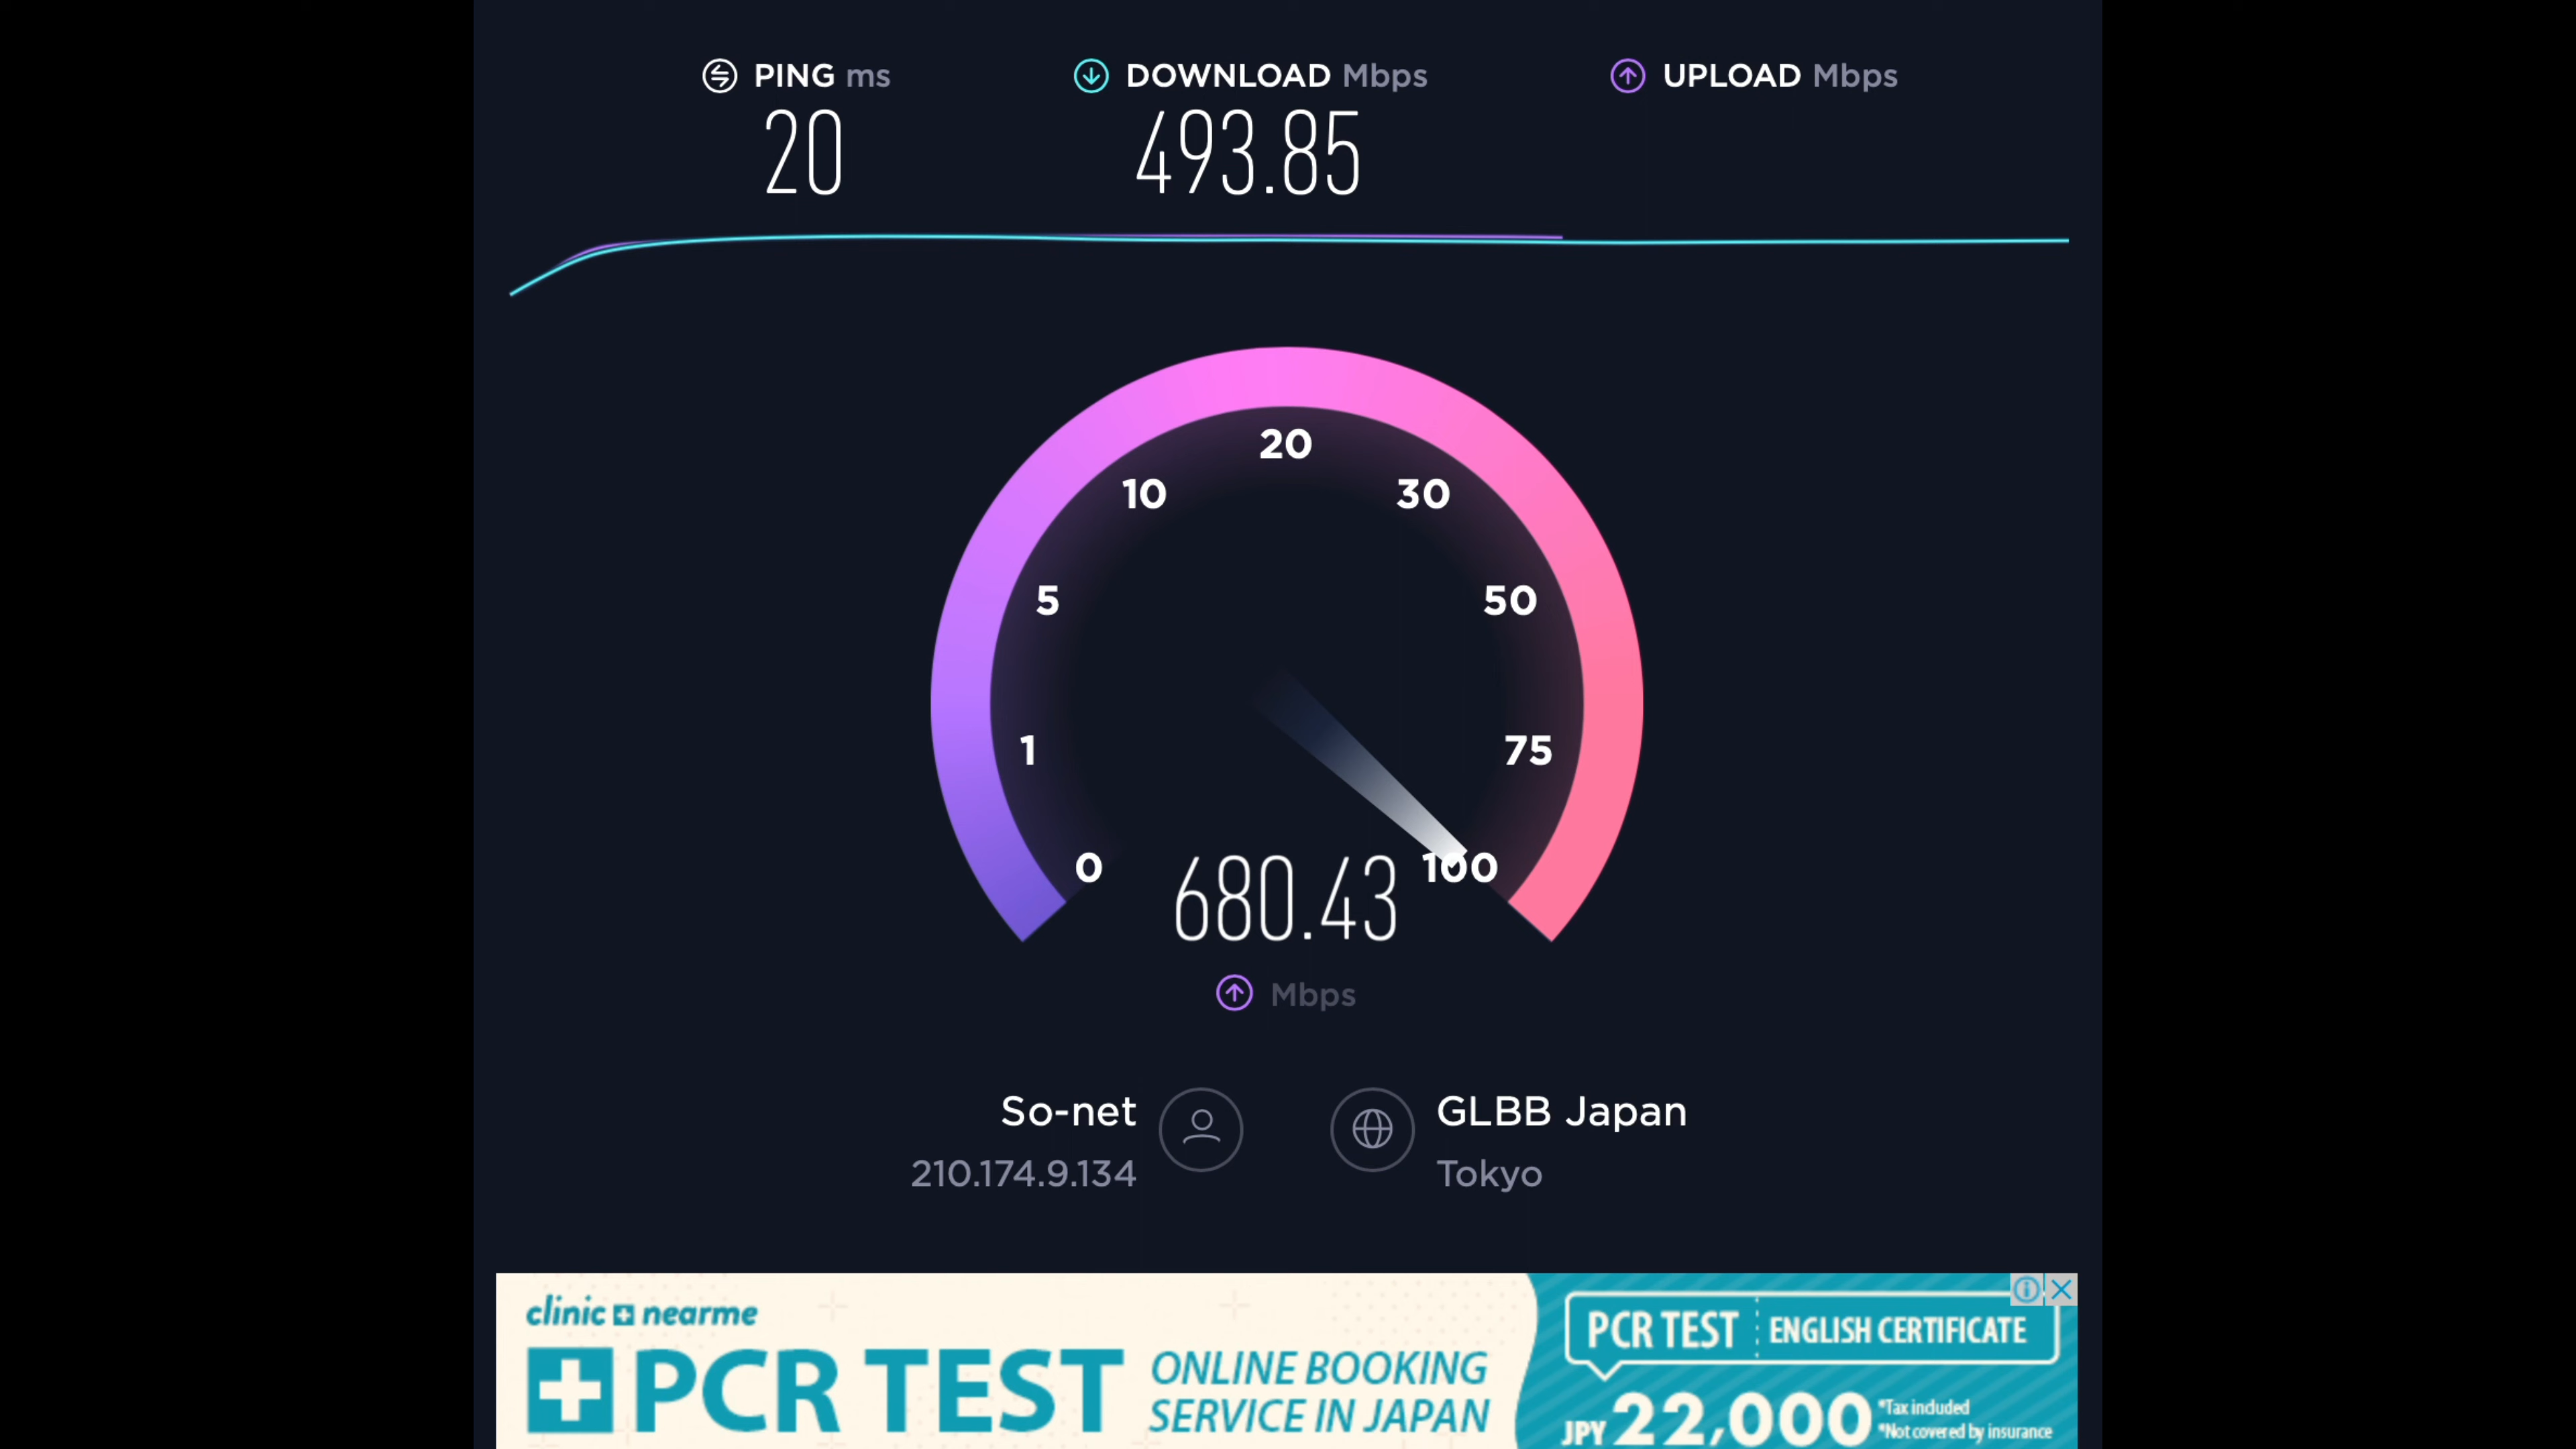 PING ms
20
DOWNLOAD Mbps
493.85
UPLOAD Mbps
20
10
30
5
50
1
75
0
100
680.43
Mbps
So-net
210.174.9.134
GLBB Japan
Tokyo
clinic nearme
PCR TEST
ONLINE BOOKING
SERVICE IN JAPAN
PCR TEST ENGLISH CERTIFICATE
JPY 22,000
*Tax included
*Not covered by insurance